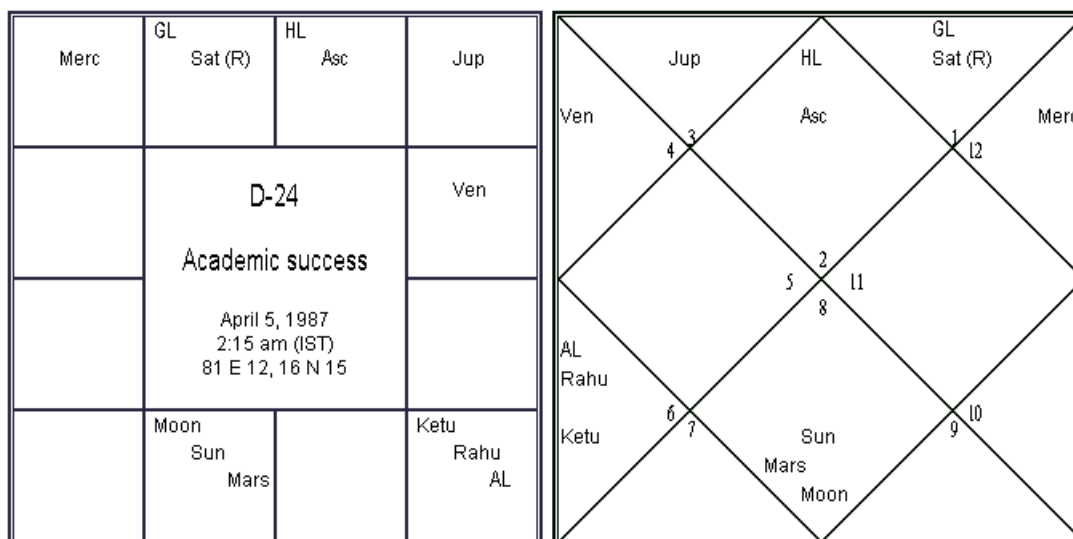 GL
HL
Merc
Sat (R)
Asc
Jup
D-24
Ven
Academic success
April 5, 1987
2:15 am (IST)
81 E 12, 16 N 15
Moon
Ketu
Sun
Rahu
Mars
AL
GL
Jup
HL
Sat (R)
Ven
Asc
Merc
3
1
4
12
2
5
11
8
AL
Rahu
6
10
7
9
Ketu
Sun
Mars
Moon